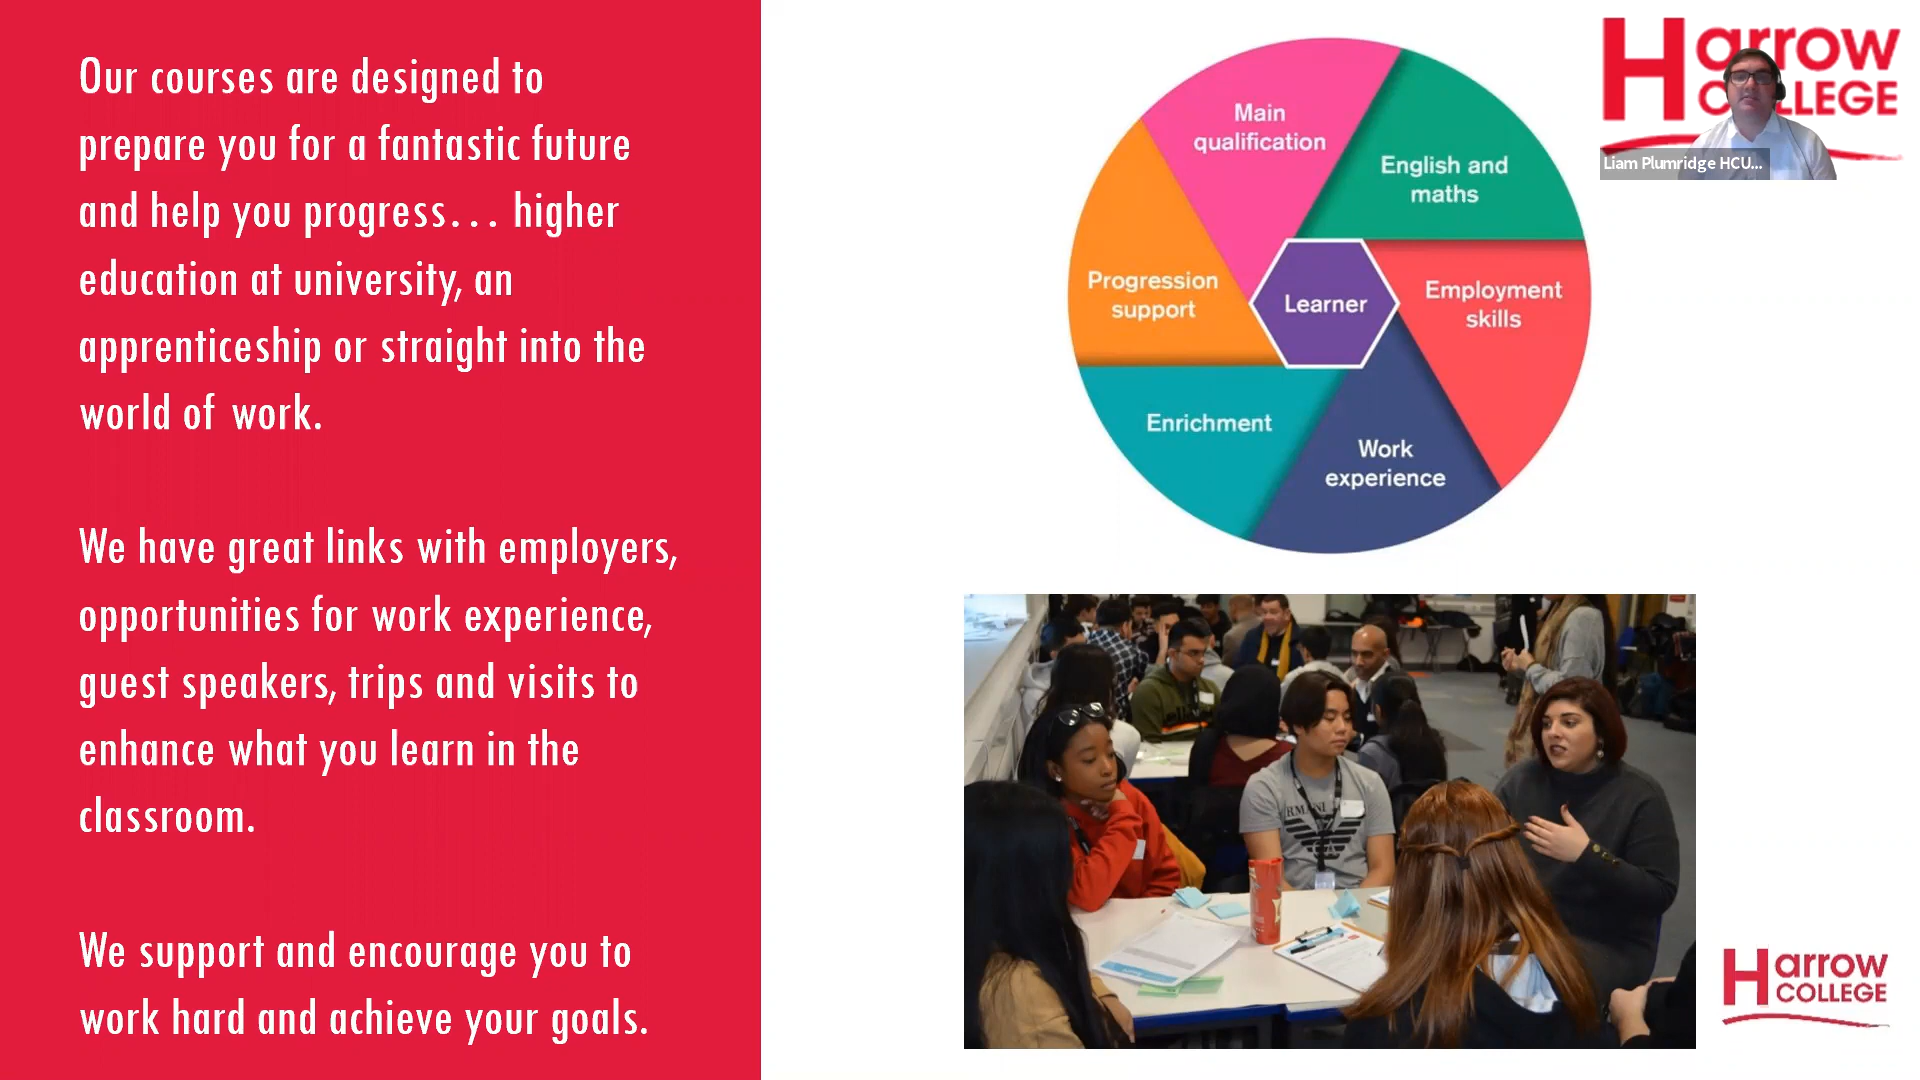 Our courses are designed to
prepare you for a fantastic future
and help you progress… higher
education at university, an
apprenticeship or straight into the
world of work.
We have great links with employers,
opportunities for work experience,
guest speakers, trips and visits to
enhance what you learn in the
classroom.
We support and encourage you to
work hard and achieve your goals.
Main
qualification
English and
maths
Progression
support
Learner
Employment
skills
Enrichment
Work
experience
Harrow
COLLEGE
Liam Plumridge HCU...
Harrow
COLLEGE